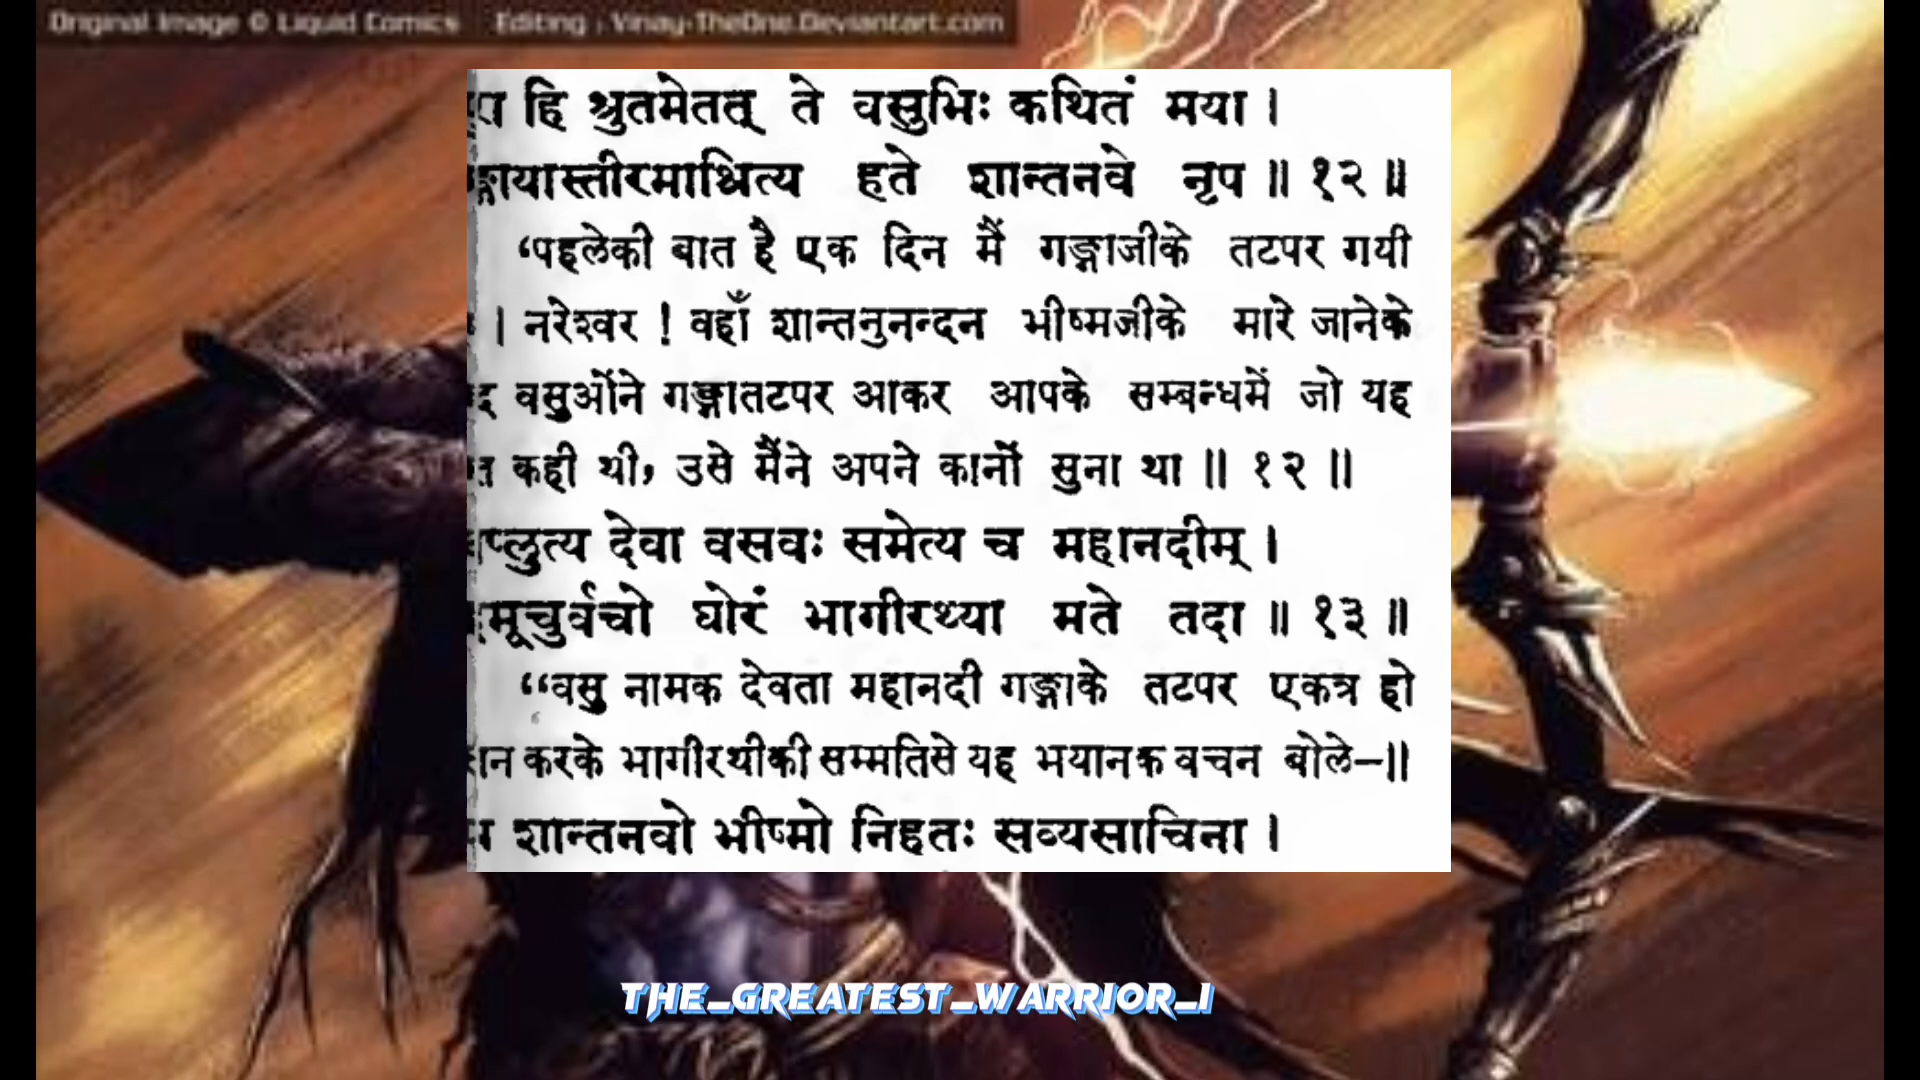 Original Image © Liquid Comics Editing : Vinay-TheOne.Deviantart.com
हि श्रुतमेतत् ते वसुभिः कथितं मया ।
ङ्गायास्तीरमाश्रित्य हते शान्तनवे नृप ॥ १२ ॥
‘पहलेकी बात है एक दिन मैं गङ्गाजीके तटपर गयी
। नरेश्वर ! वहाँ शान्तनुनन्दन भीष्मजीके मारे जानेके
वसुओंने गङ्गातटपर आकर आपके सम्बन्धमें जो यह
कही थी, उसे मैंने अपने कानों सुना था ॥ १२ ॥
प्लुत्य देवा वसवः समेत्य च महानदीम् ।
मूचुर्वचो घोरं भागीरथ्या मते तदा ॥ १३ ॥
‘‘वसु नामक देवता महानदी गङ्गाके तटपर एकत्र हो
न करके भागीरथीकी सम्मतिसे यह भयानक वचन बोले—॥
शान्तनवो भीष्मो निहतः सव्यसाचिना ।
THE_GREATEST_WARRIOR_1